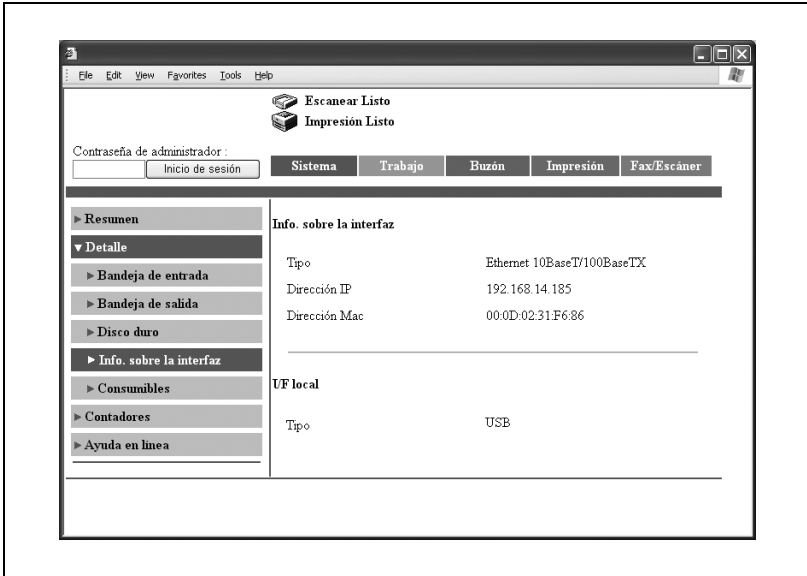 File Edit View Favorites Tools Help
Escanear Listo
Impresión Listo
Contraseña de administrador :
Inicio de sesión
Sistema Trabajo Buzón Impresión Fax/Escáner
Resumen
Detalle
Bandeja de entrada
Bandeja de salida
Disco duro
Info. sobre la interfaz
Consumibles
Contadores
Ayuda en línea
Info. sobre la interfaz
Tipo Ethernet 10BaseT/100BaseTX
Dirección IP 192.168.14.185
Dirección Mac 00:0D:02:31:F6:86
I/F local
Tipo USB